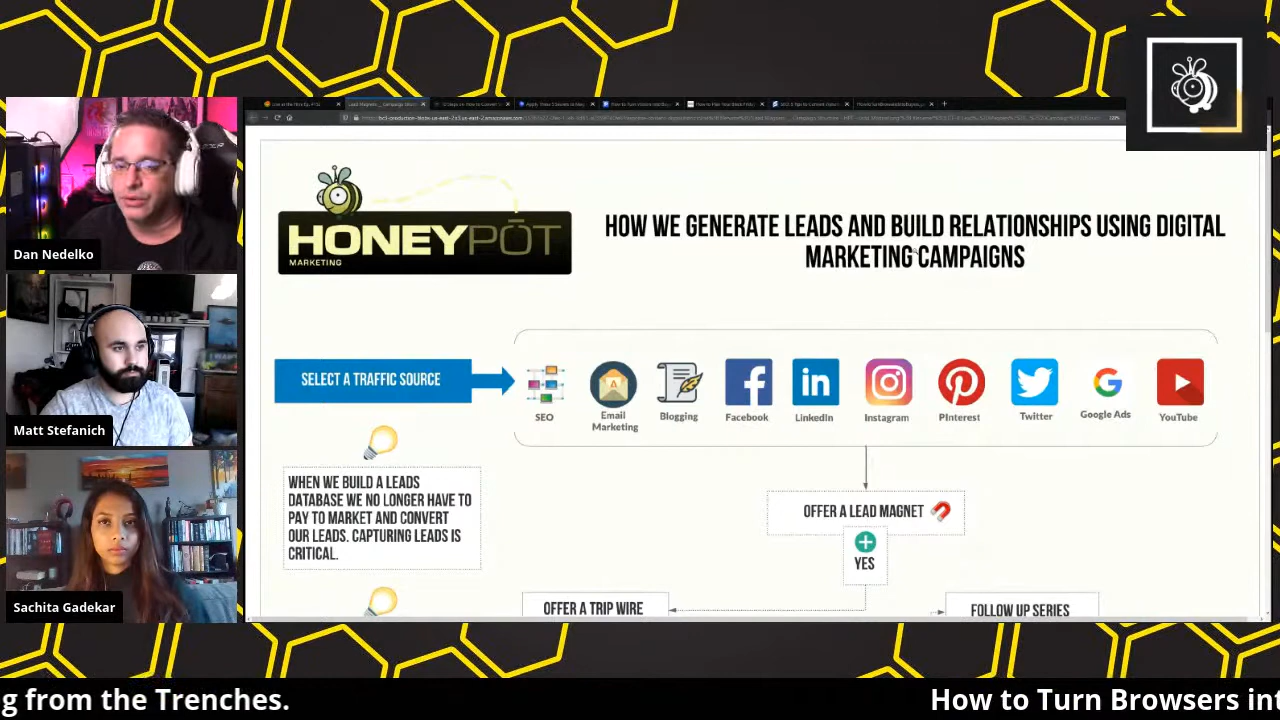 HONEYPŌT
MARKETING
HOW WE GENERATE LEADS AND BUILD RELATIONSHIPS USING DIGITAL
MARKETING CAMPAIGNS
SELECT A TRAFFIC SOURCE
SEO
Email
Marketing
Blogging
Facebook
LinkedIn
Instagram
PInterest
Twitter
Google Ads
YouTube
WHEN WE BUILD A LEADS
DATABASE WE NO LONGER HAVE TO
PAY TO MARKET AND CONVERT
OUR LEADS. CAPTURING LEADS IS
CRITICAL.
OFFER A LEAD MAGNET
YES
OFFER A TRIP WIRE
FOLLOW UP SERIES
Dan Nedelko
Matt Stefanich
Sachita Gadekar
g from the Trenches.
How to Turn Browsers int